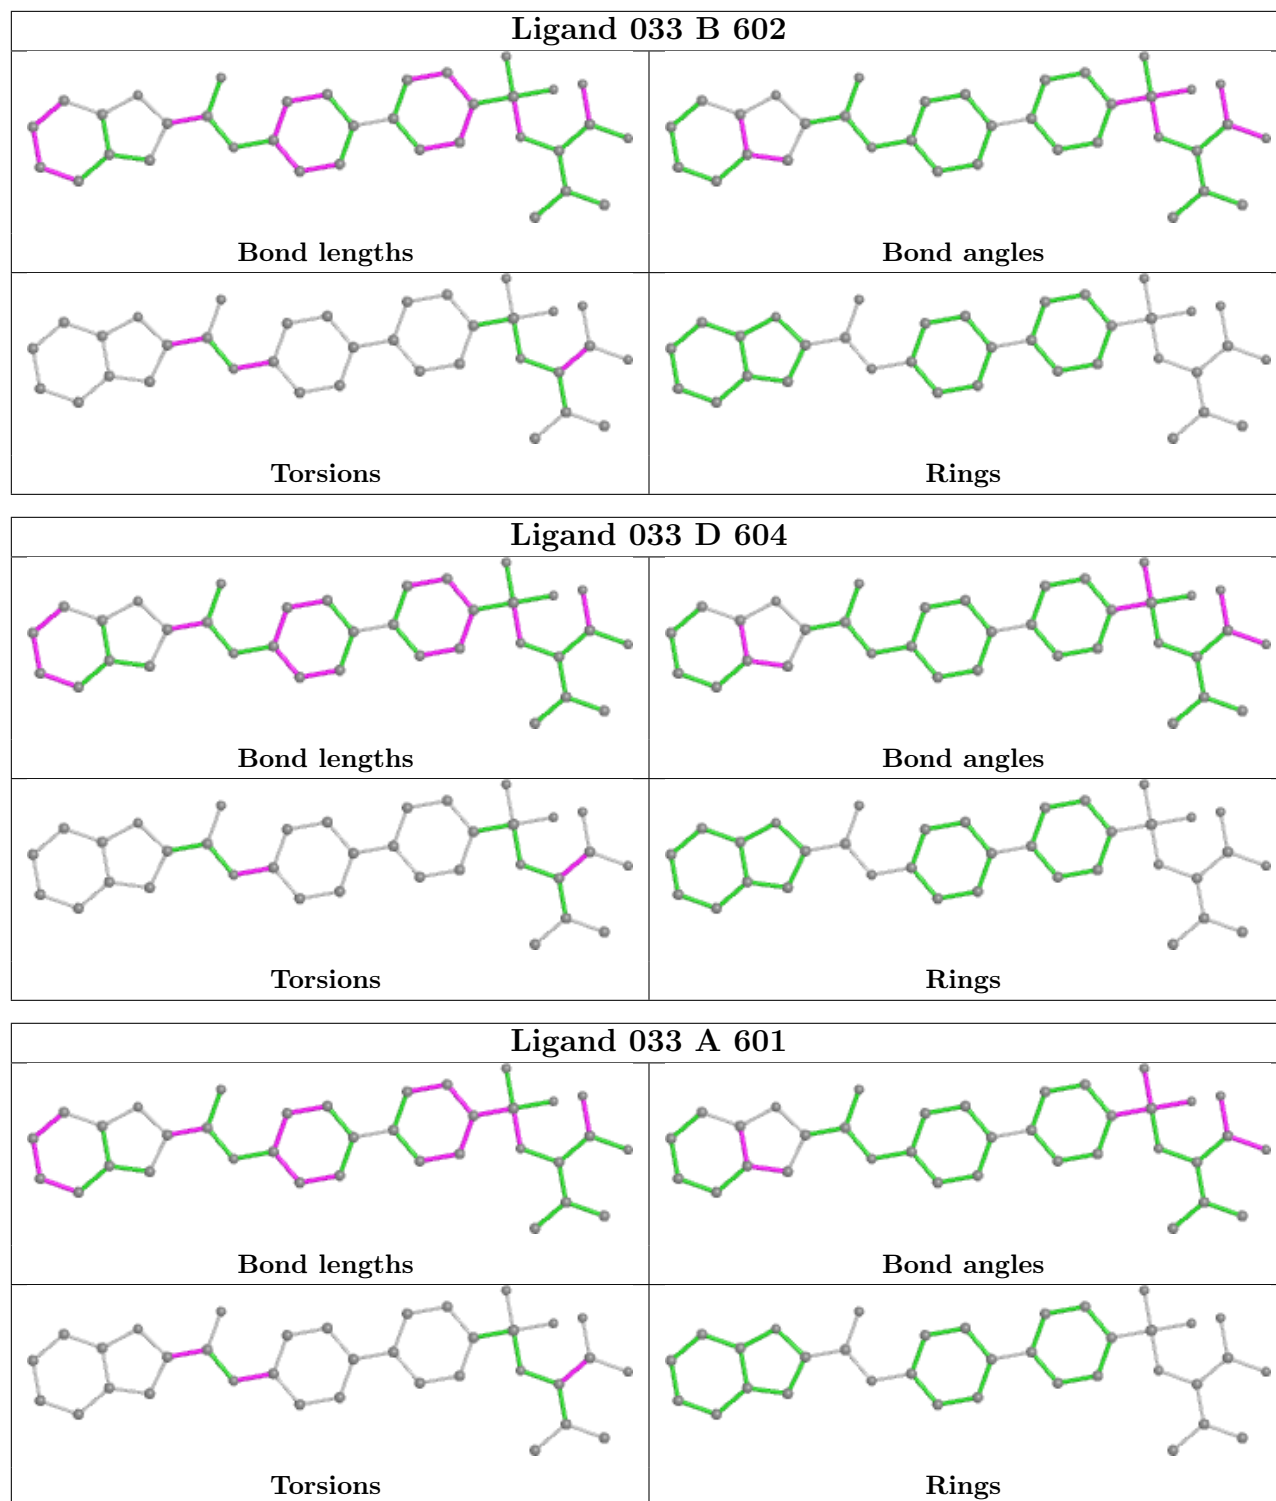 Ligand 033 B 602
Bond lengths
Bond angles
Torsions
Rings
Ligand 033 D 604
Bond lengths
Bond angles
Torsions
Rings
Ligand 033 A 601
Bond lengths
Bond angles
Torsions
Rings